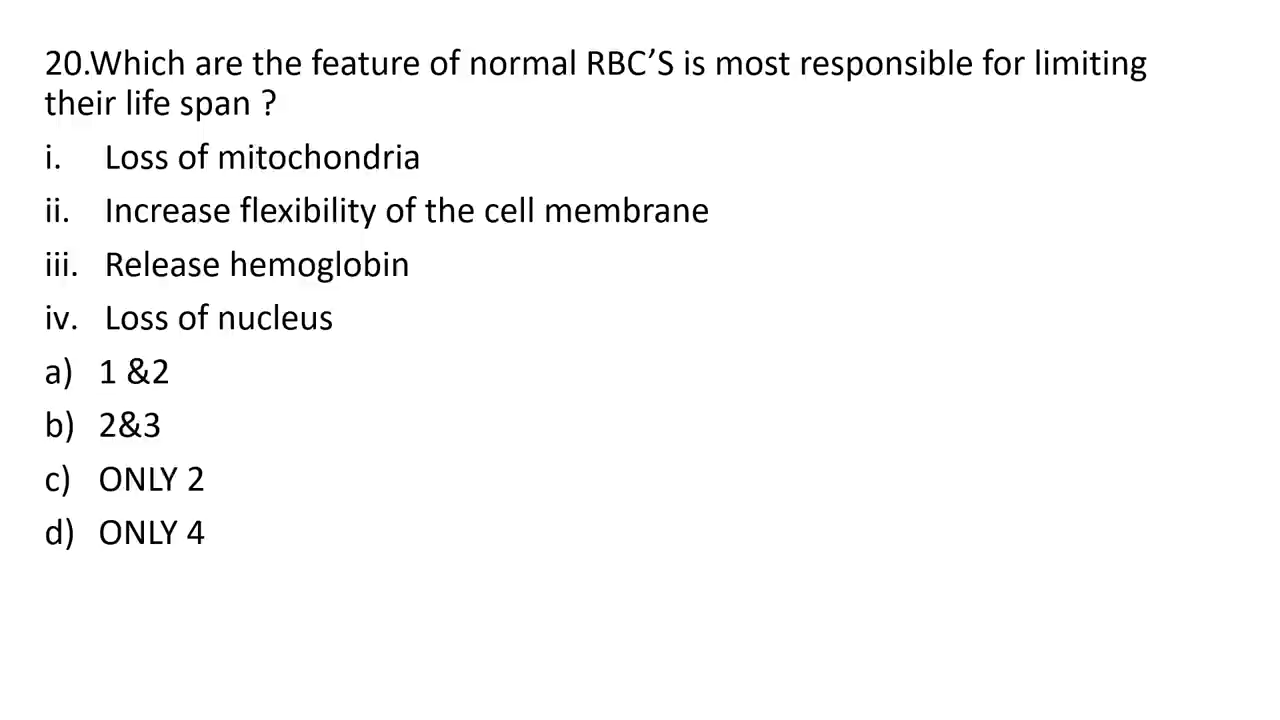 20.Which are the feature of normal RBC’S is most responsible for limiting
their life span ?
i. Loss of mitochondria
ii. Increase flexibility of the cell membrane
iii. Release hemoglobin
iv. Loss of nucleus
a) 1 &2
b) 2&3
c) ONLY 2
d) ONLY 4